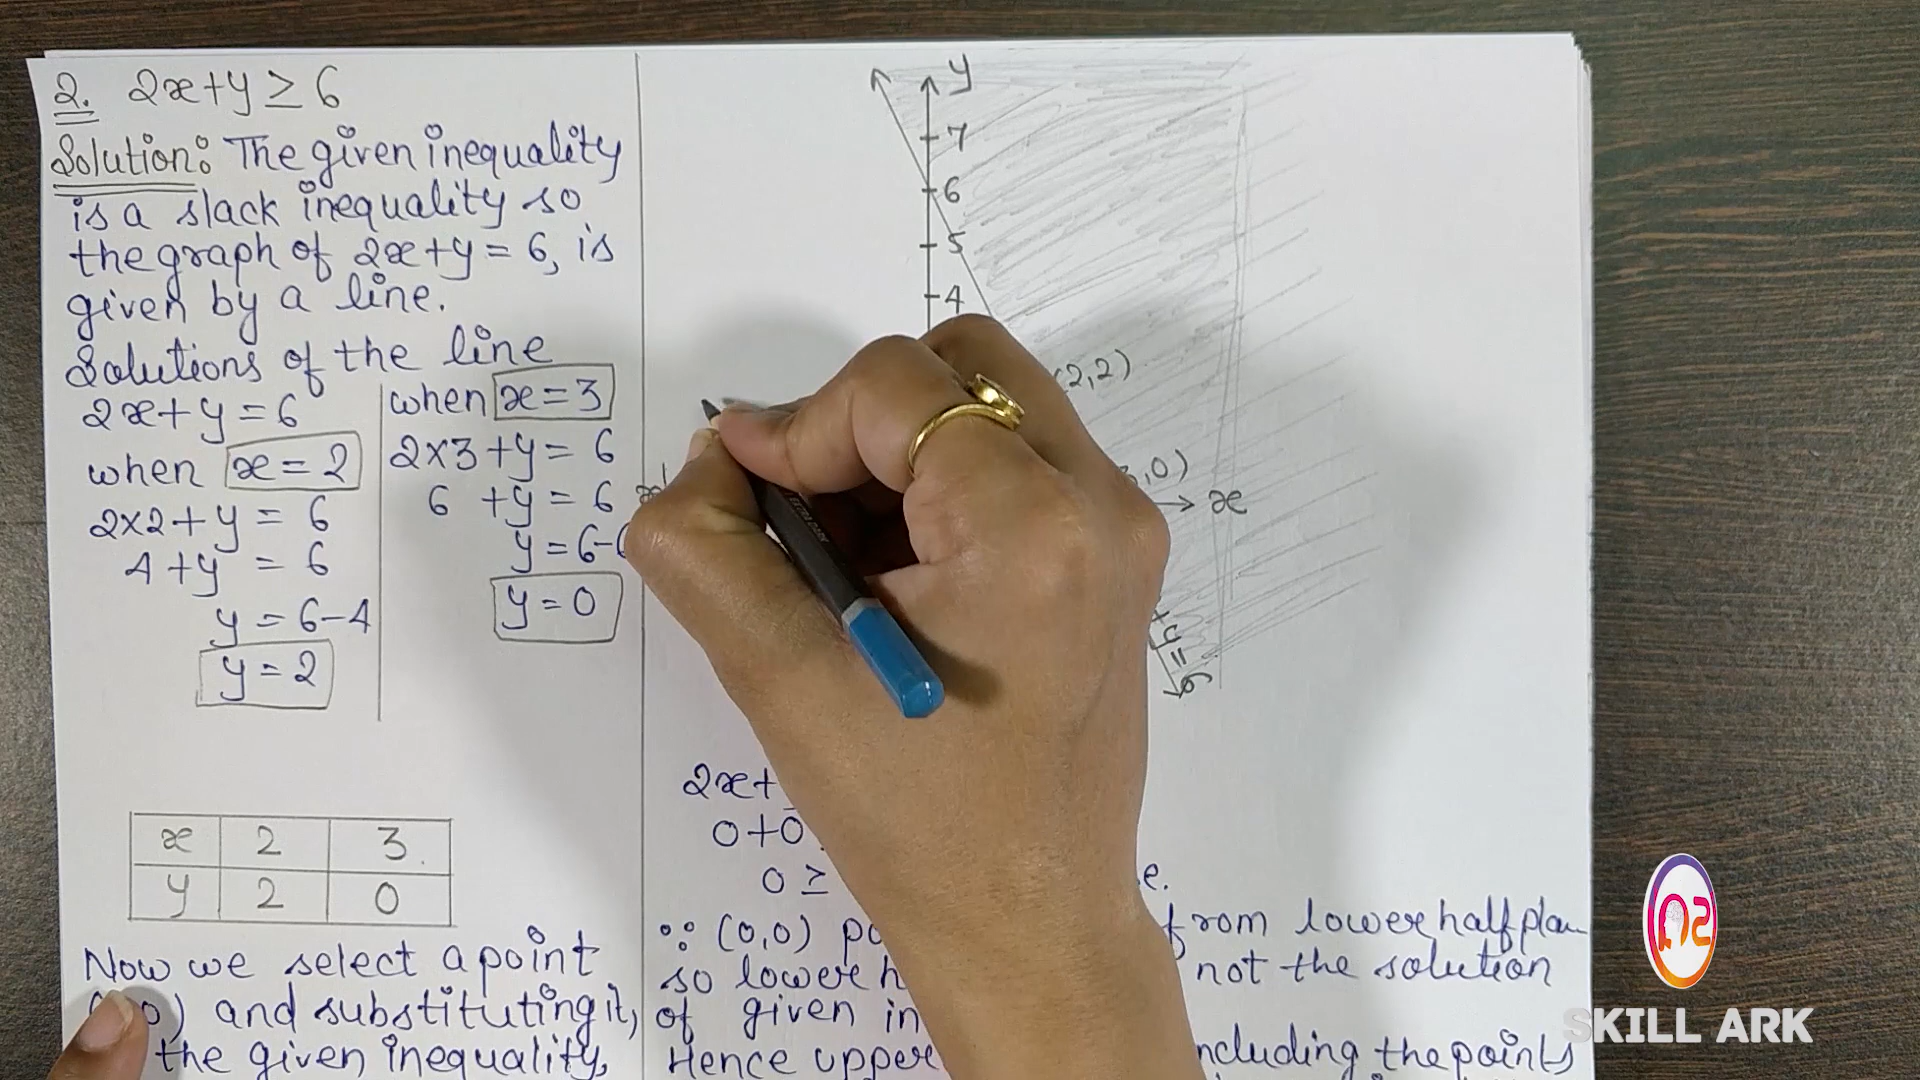 2. 2x+y ≥ 6
Solution: The given inequality
is a slack inequality so
the graph of 2x+y = 6, is
given by a line.
Solutions of the line
2x+y = 6
when x = 2
2×2+y = 6
4+y = 6
y = 6-4
y = 2
when x = 3
2×3+y = 6
6 +y = 6
y = 6-
y = 0
x 2 3
y 2 0
Now we select a point
and substituting it,
the given inequality,
y
7
6
5
4
2,2)
,0)
x
+y=6
2x+
0+0
0 ≥
∵ (0,0) from lower half plan
so lower not the solution
of given in
Hence upper including the points
SKILL ARK